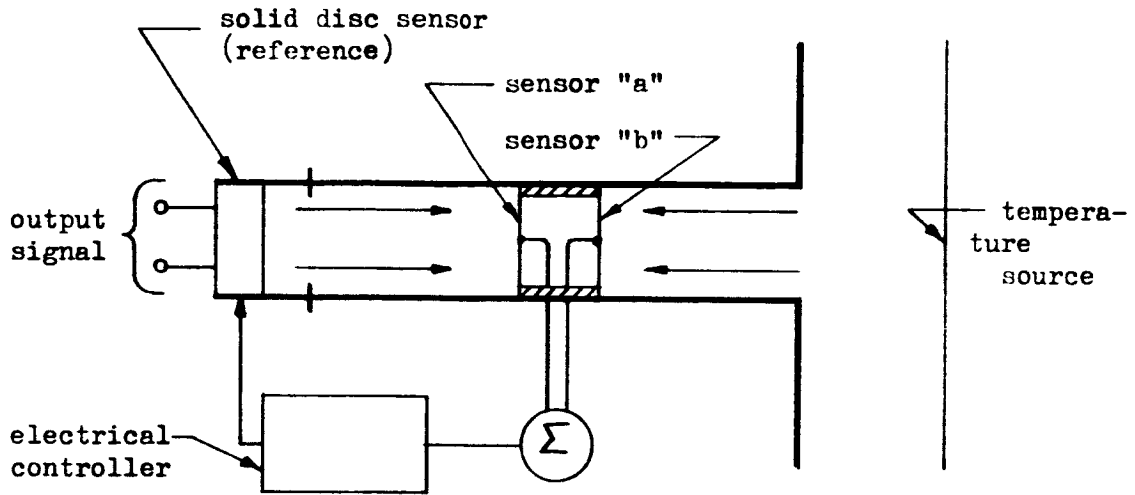 solid disc sensor
(reference)
sensor "a"
sensor "b"
output
signal
tempera-
ture
source
Σ
electrical
controller